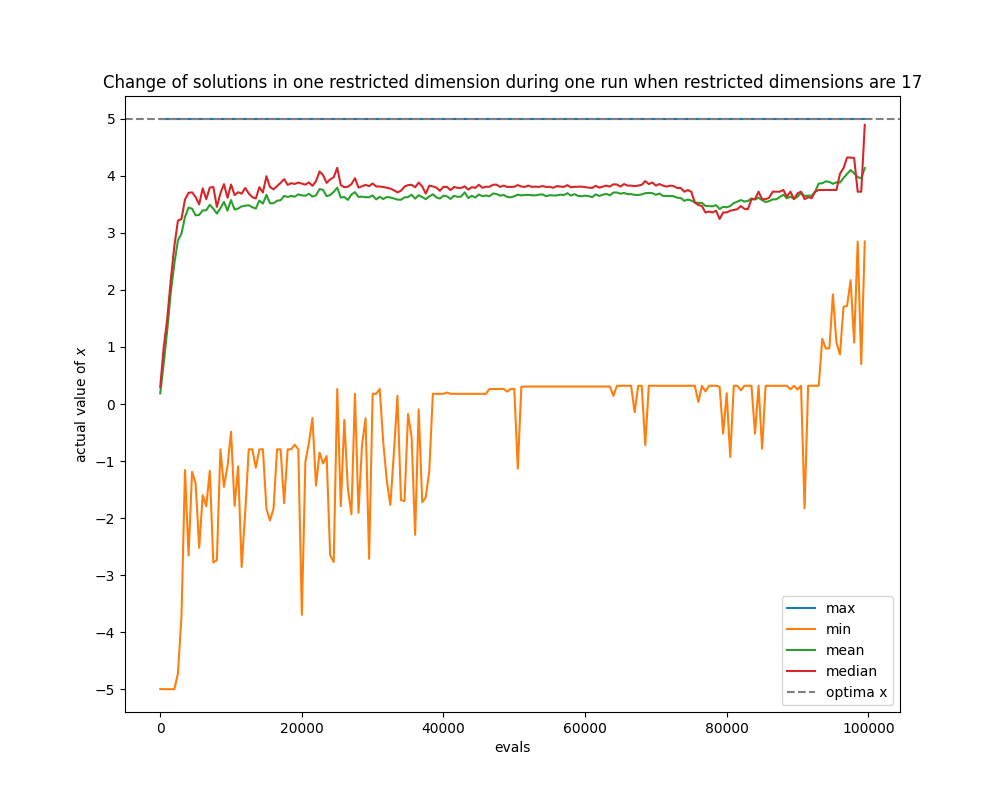 Change of solutions in one restricted dimension during one run when restricted dimensions are 17
5
4
3
2
1
0
−1
−2
−3
−4
−5
actual value of x
0 20000 40000 60000 80000 100000
evals
max
min
mean
median
optima x